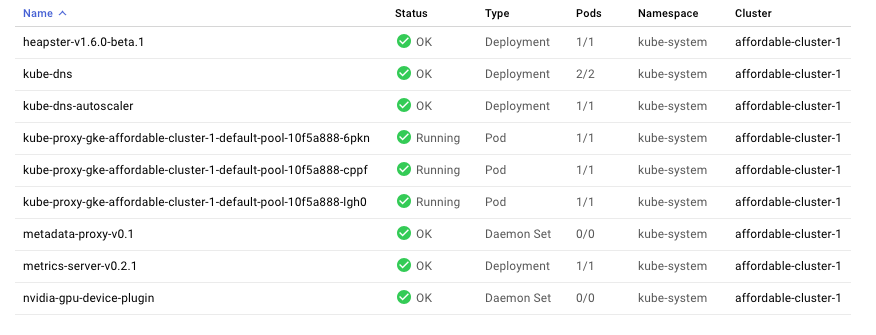 Name Status Type Pods Namespace Cluster
heapster-v1.6.0-beta.1 OK Deployment 1/1 kube-system affordable-cluster-1
kube-dns OK Deployment 2/2 kube-system affordable-cluster-1
kube-dns-autoscaler OK Deployment 1/1 kube-system affordable-cluster-1
kube-proxy-gke-affordable-cluster-1-default-pool-10f5a888-6pkn Running Pod 1/1 kube-system affordable-cluster-1
kube-proxy-gke-affordable-cluster-1-default-pool-10f5a888-cppf Running Pod 1/1 kube-system affordable-cluster-1
kube-proxy-gke-affordable-cluster-1-default-pool-10f5a888-lgh0 Running Pod 1/1 kube-system affordable-cluster-1
metadata-proxy-v0.1 OK Daemon Set 0/0 kube-system affordable-cluster-1
metrics-server-v0.2.1 OK Deployment 1/1 kube-system affordable-cluster-1
nvidia-gpu-device-plugin OK Daemon Set 0/0 kube-system affordable-cluster-1